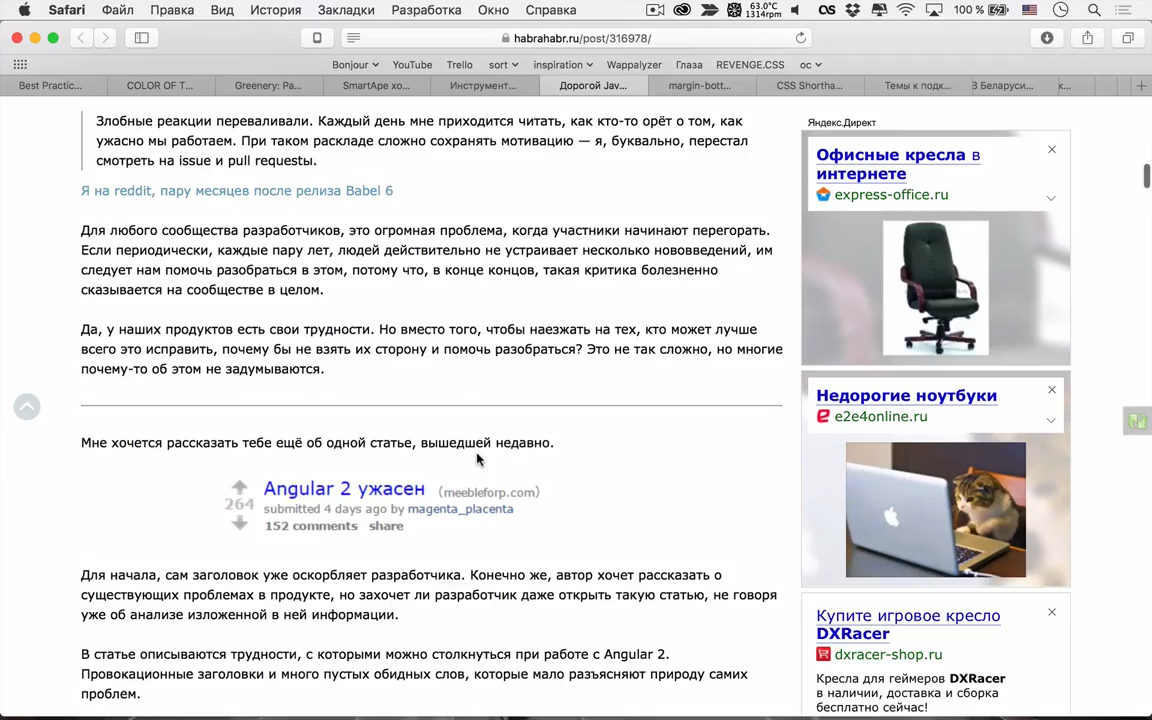 Safari Файл Правка Вид История Закладки Разработка Окно Справка 63.0°C 1314rpm 100 %
habrahabr.ru/post/316978/
Bonjour YouTube Trello sort inspiration Wappalyzer Глаза REVENGE.CSS ос
Best Practic... COLOR OF T... Greenery: Pa... SmartApe хо... Инструмент... Дорогой Jav... margin-bott... CSS Shortha... Темы к подк... В Беларуси... к...
Злобные реакции переваливали. Каждый день мне приходится читать, как кто-то орёт о том, как
ужасно мы работаем. При таком раскладе сложно сохранять мотивацию — я, буквально, перестал
смотреть на issue и pull requestы.
Я на reddit, пару месяцев после релиза Babel 6
Для любого сообщества разработчиков, это огромная проблема, когда участники начинают перегорать.
Если периодически, каждые пару лет, людей действительно не устраивает несколько нововведений, им
следует нам помочь разобраться в этом, потому что, в конце концов, такая критика болезненно
сказывается на сообществе в целом.
Да, у наших продуктов есть свои трудности. Но вместо того, чтобы наезжать на тех, кто может лучше
всего это исправить, почему бы не взять их сторону и помочь разобраться? Это не так сложно, но многие
почему-то об этом не задумываются.
Мне хочется рассказать тебе ещё об одной статье, вышедшей недавно.
264
Angular 2 ужасен (meebleforp.com)
submitted 4 days ago by magenta_placenta
152 comments share
Для начала, сам заголовок уже оскорбляет разработчика. Конечно же, автор хочет рассказать о
существующих проблемах в продукте, но захочет ли разработчик даже открыть такую статью, не говоря
уже об анализе изложенной в ней информации.
В статье описываются трудности, с которыми можно столкнуться при работе с Angular 2.
Провокационные заголовки и много пустых обидных слов, которые мало разъясняют природу самих
проблем.
Яндекс.Директ
Офисные кресла в
интернете
express-office.ru
Недорогие ноутбуки
e2e4online.ru
Купите игровое кресло
DXRacer
dxracer-shop.ru
Кресла для геймеров DXRacer
в наличии, доставка и сборка
бесплатно сейчас!